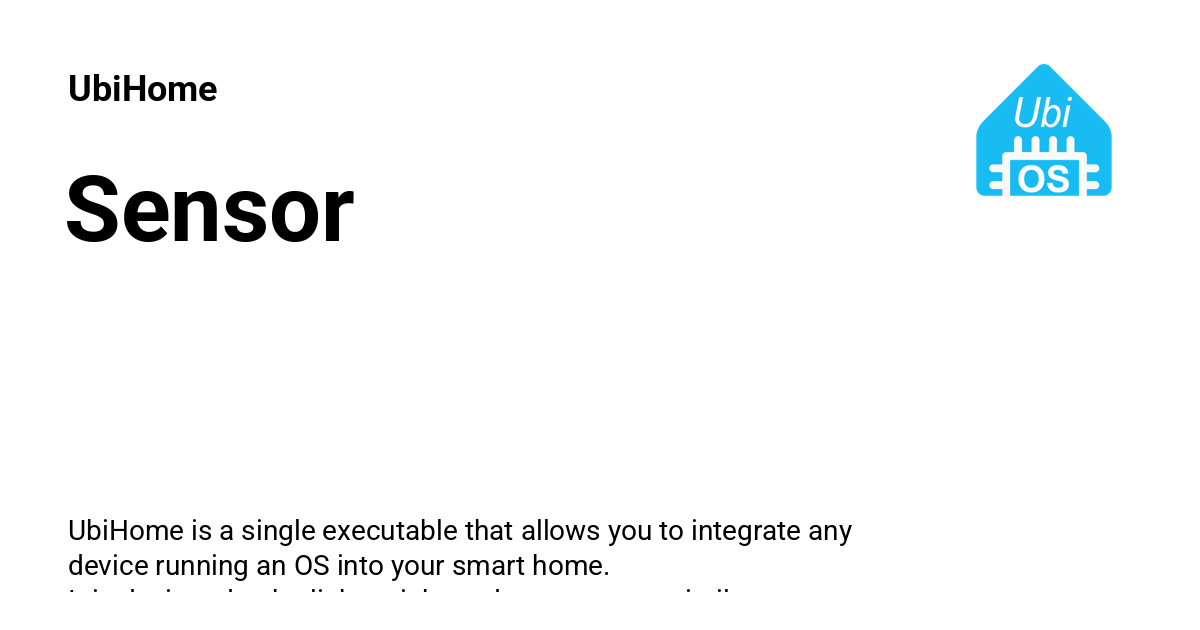 UbiHome
Ubi
OS
Sensor
UbiHome is a single executable that allows you to integrate any
device running an OS into your smart home.